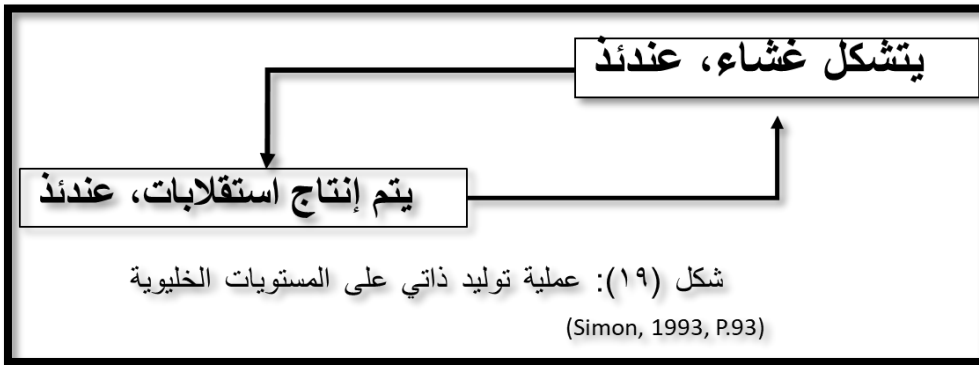 يتشكل غشاء، عندئذ
يتم إنتاج استقلابات، عندئذ
شكل (١٩): عملية توليد ذاتي على المستويات الخليوية
(Simon, 1993, P.93)